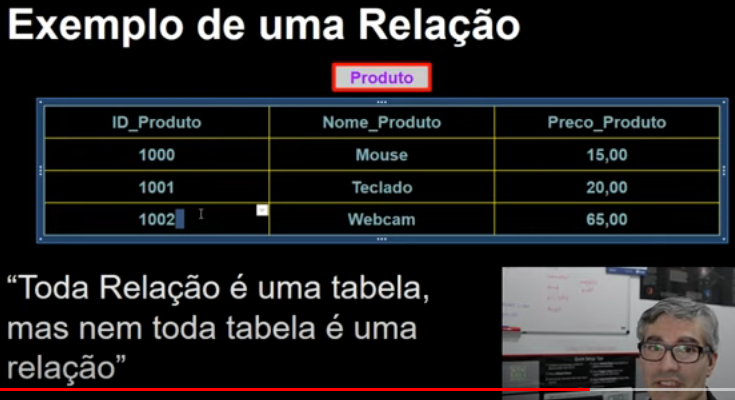 Exemplo de uma Relação
Produto
ID_Produto Nome_Produto Preco_Produto
1000 Mouse 15,00
1001 Teclado 20,00
1002 Webcam 65,00
“Toda Relação é uma tabela,
mas nem toda tabela é uma
relação”